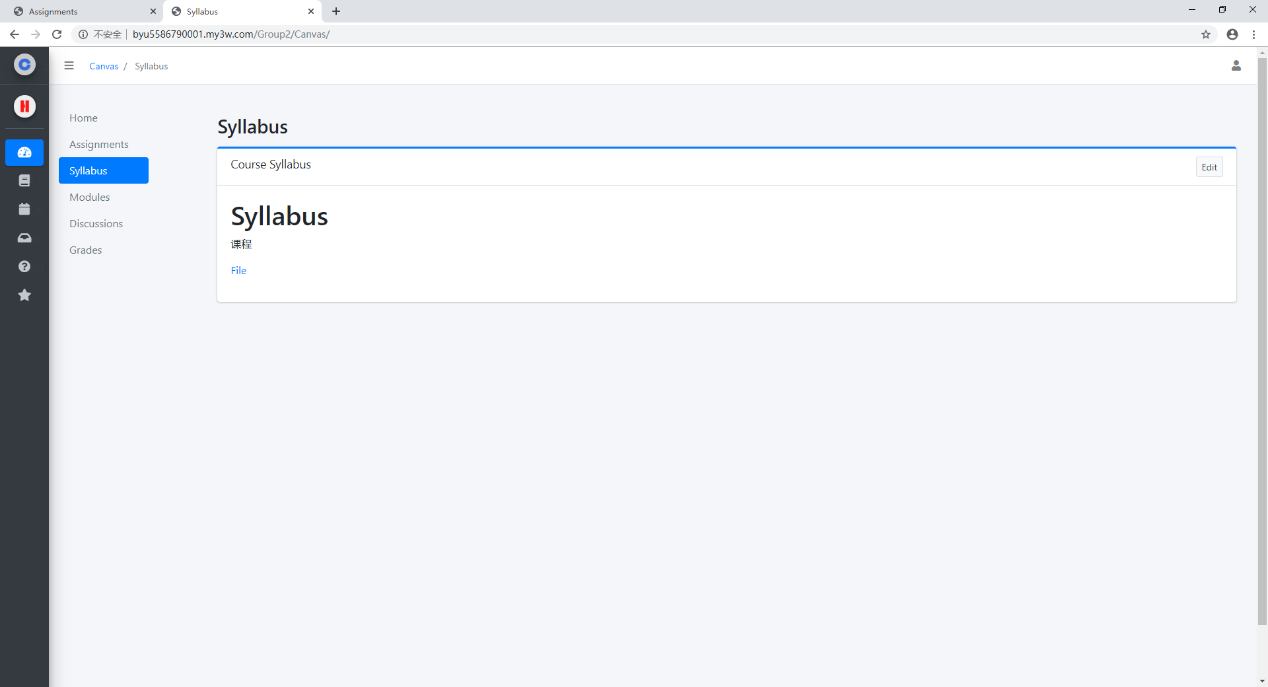 Assignments
Syllabus
不安全 | byu5586790001.my3w.com/Group2/Canvas/
Canvas / Syllabus
Home
Assignments
Syllabus
Modules
Discussions
Grades
Syllabus
Course Syllabus
Edit
Syllabus
课程
File